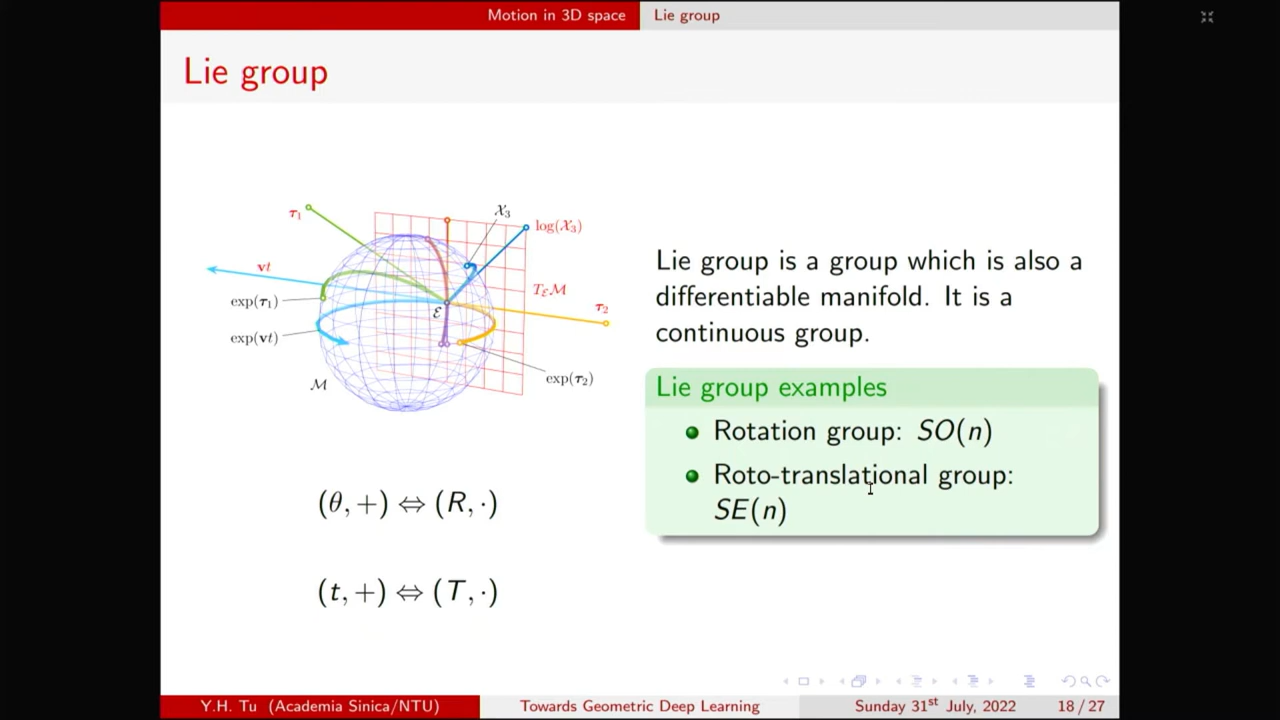 Motion in 3D space
Lie group
Lie group
τ₁
𝒳₃
log(𝒳₃)
vt
T_ℰℳ
exp(τ₁)
τ₂
ℰ
exp(vt)
exp(τ₂)
ℳ
Lie group is a group which is also a
differentiable manifold. It is a
continuous group.
Lie group examples
Rotation group: SO(n)
Roto-translational group:
SE(n)
(θ, +) ⇔ (R, ·)
(t, +) ⇔ (T, ·)
Y.H. Tu (Academia Sinica/NTU)
Towards Geometric Deep Learning
Sunday 31st July, 2022
18 / 27